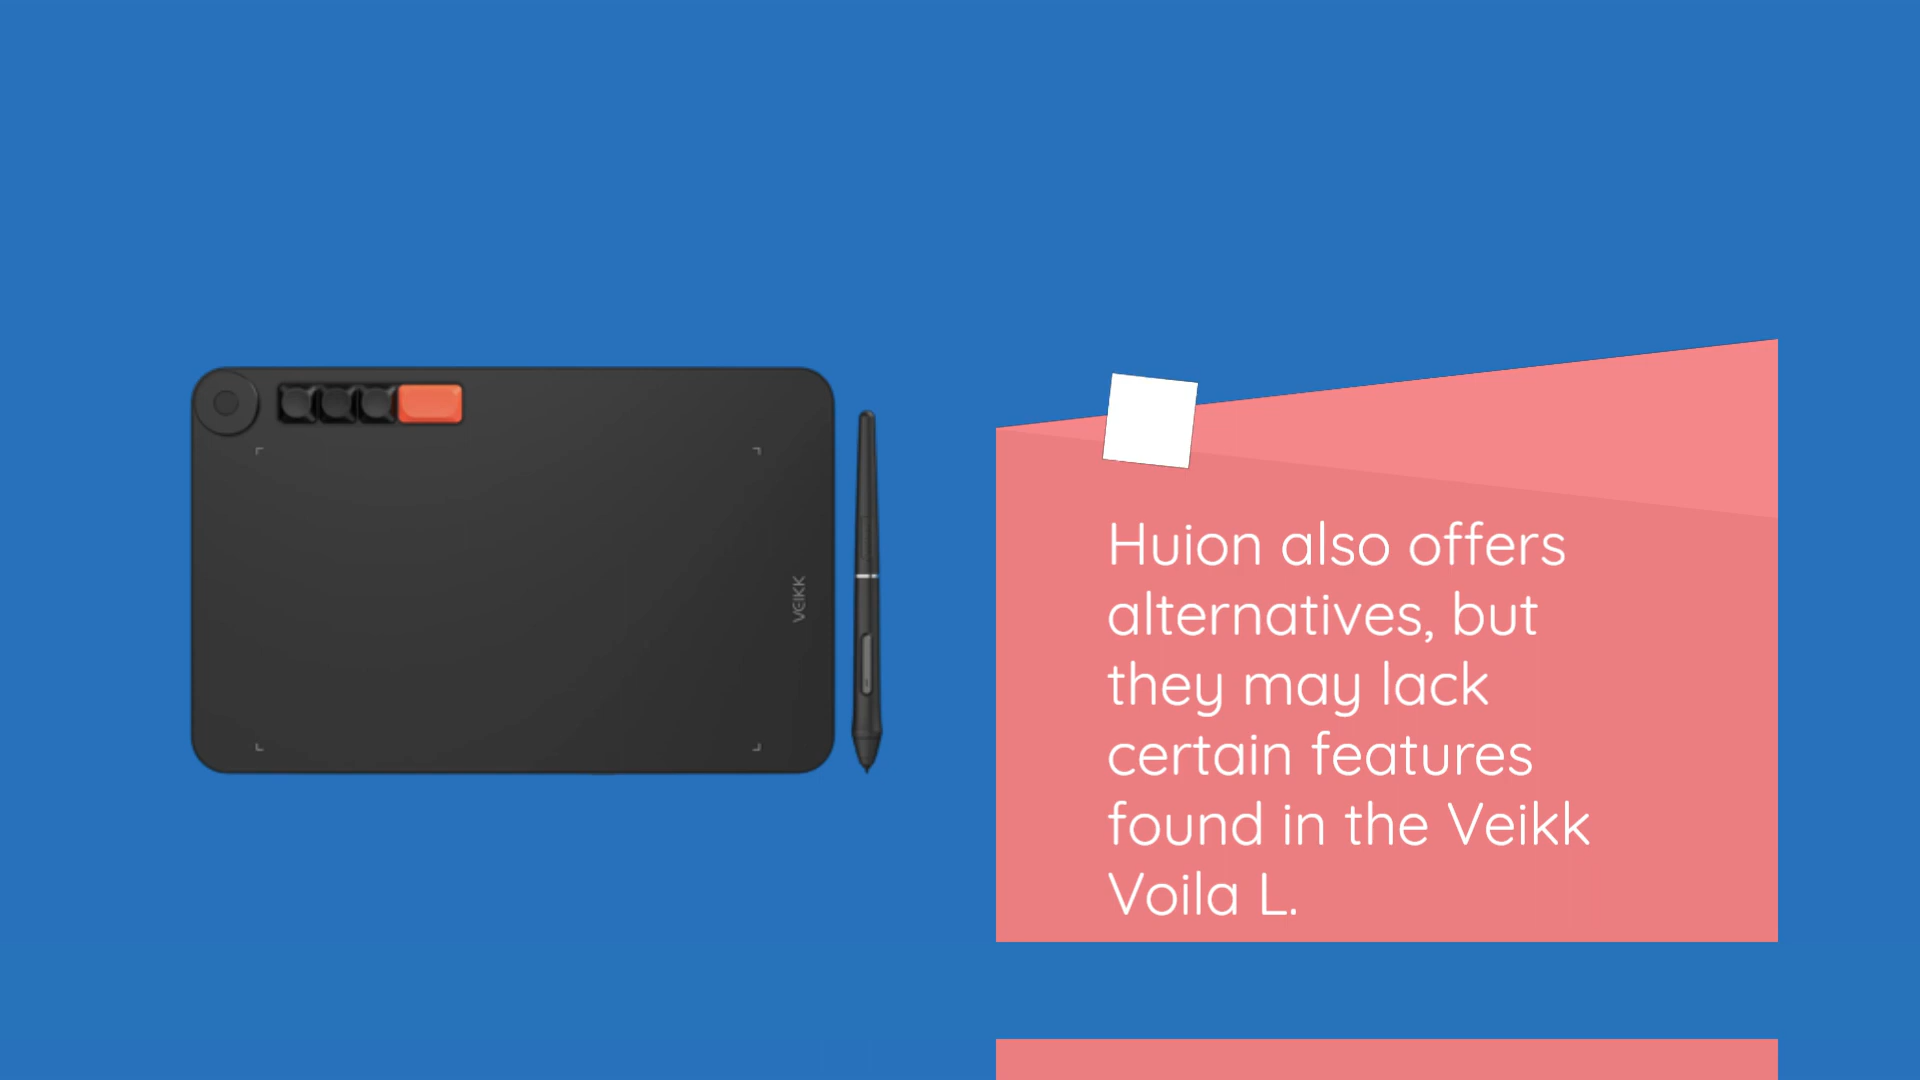 VEIKK
Huion also offers
alternatives, but
they may lack
certain features
found in the Veikk
Voila L.